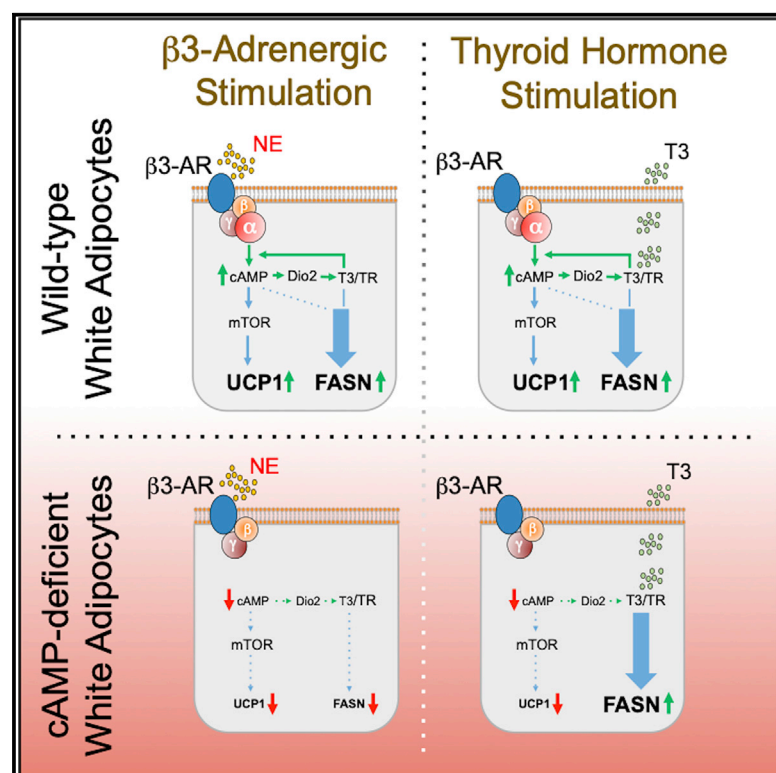 β3-Adrenergic
Stimulation
Thyroid Hormone
Stimulation
Wild-type
White Adipocytes
NE
β3-AR
β
γ
α
cAMP
Dio2
T3/TR
mTOR
UCP1
FASN
T3
β3-AR
β
γ
α
cAMP
Dio2
T3/TR
mTOR
UCP1
FASN
cAMP-deficient
White Adipocytes
NE
β3-AR
β
γ
cAMP
Dio2
T3/TR
mTOR
UCP1
FASN
T3
β3-AR
β
γ
cAMP
Dio2
T3/TR
mTOR
UCP1
FASN